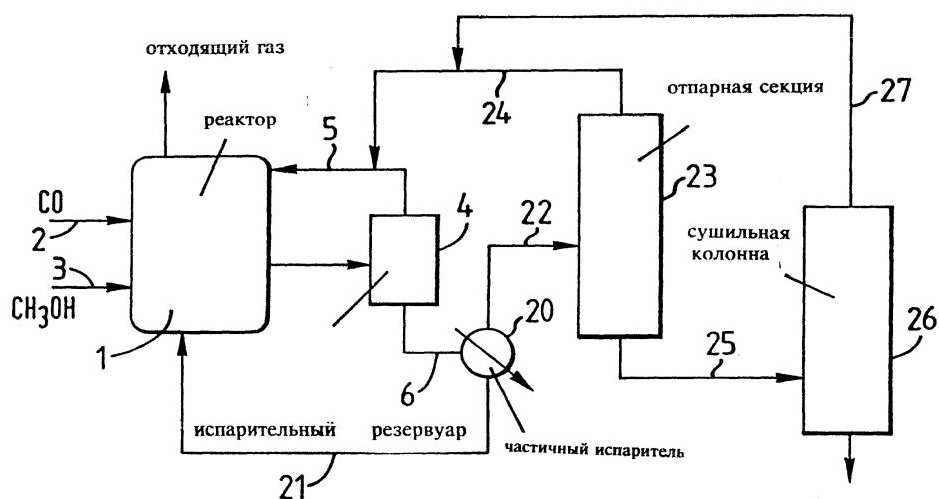 отходящий газ
реактор
5
24
отпарная секция
27
CO
2
3
CH3OH
1
4
22
23
20
сушильная
колонна
26
25
6
испарительный резервуар
частичный испаритель
21